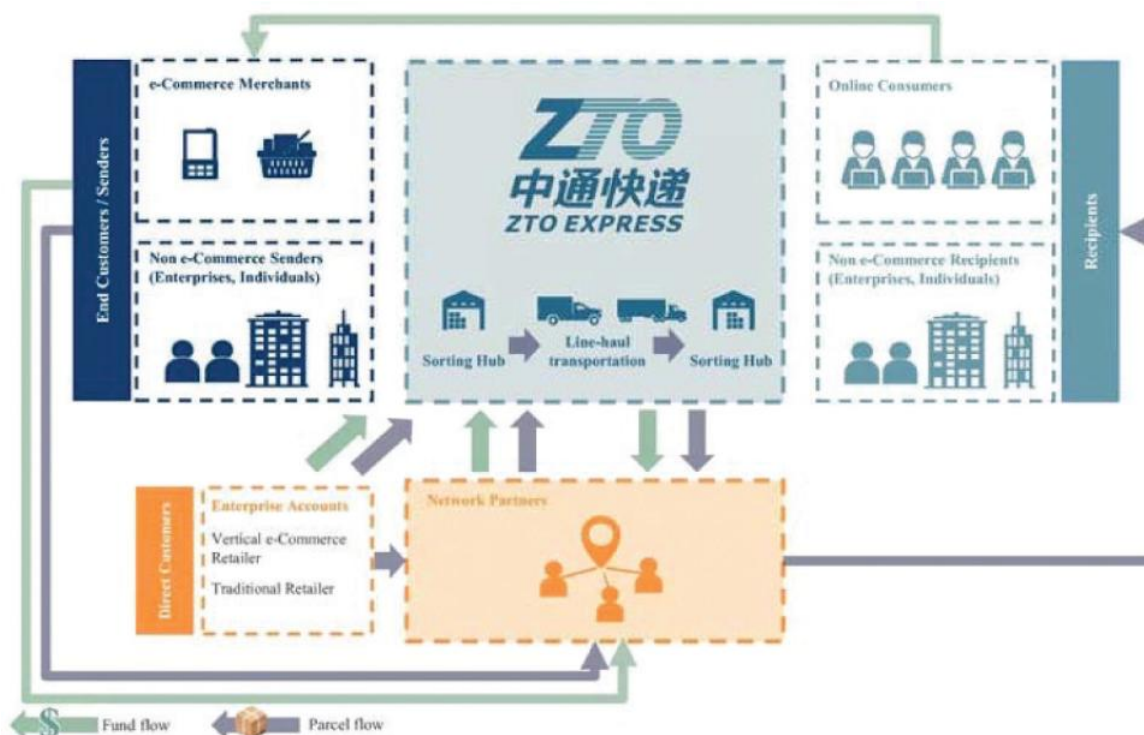 End Customers / Senders
e-Commerce Merchants
Non e-Commerce Senders
(Enterprises, Individuals)
ZTO
中通快递
ZTO EXPRESS
Sorting Hub
Line-haul
transportation
Sorting Hub
Online Consumers
Non e-Commerce Recipients
(Enterprises, Individuals)
Recipients
Direct Customers
Enterprise Accounts
Vertical e-Commerce
Retailer
Traditional Retailer
Network Partners
$
Fund flow
Parcel flow